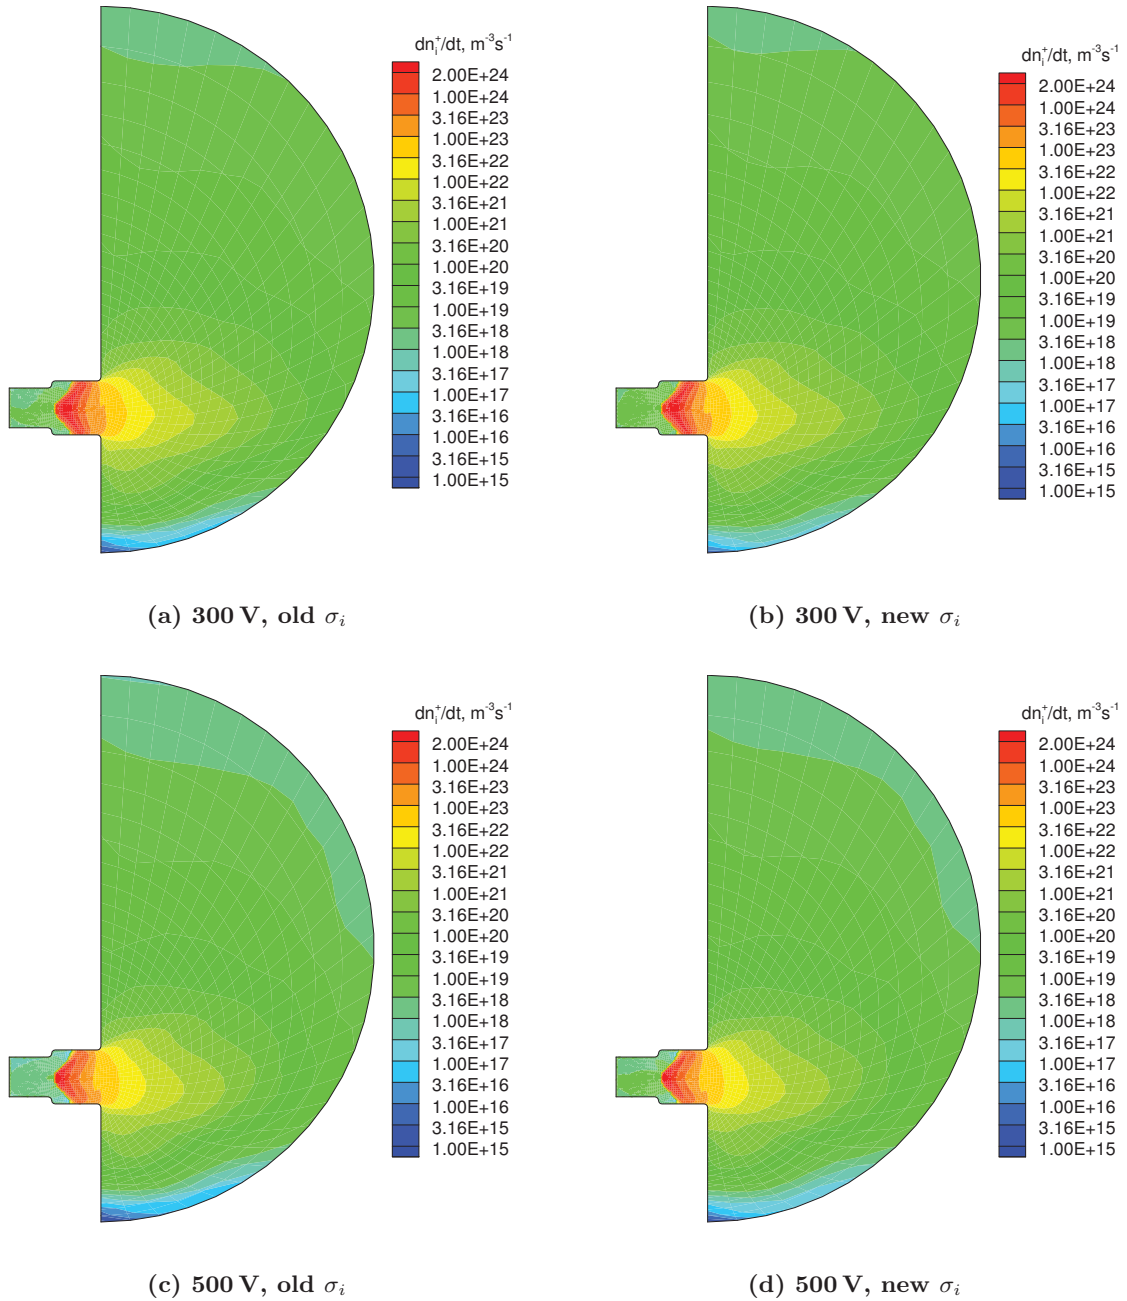 dnᵢ⁺/dt, m⁻³s⁻¹
2.00E+24
1.00E+24
3.16E+23
1.00E+23
3.16E+22
1.00E+22
3.16E+21
1.00E+21
3.16E+20
1.00E+20
3.16E+19
1.00E+19
3.16E+18
1.00E+18
3.16E+17
1.00E+17
3.16E+16
1.00E+16
3.16E+15
1.00E+15
(a) 300 V, old σᵢ
dnᵢ⁺/dt, m⁻³s⁻¹
2.00E+24
1.00E+24
3.16E+23
1.00E+23
3.16E+22
1.00E+22
3.16E+21
1.00E+21
3.16E+20
1.00E+20
3.16E+19
1.00E+19
3.16E+18
1.00E+18
3.16E+17
1.00E+17
3.16E+16
1.00E+16
3.16E+15
1.00E+15
(b) 300 V, new σᵢ
dnᵢ⁺/dt, m⁻³s⁻¹
2.00E+24
1.00E+24
3.16E+23
1.00E+23
3.16E+22
1.00E+22
3.16E+21
1.00E+21
3.16E+20
1.00E+20
3.16E+19
1.00E+19
3.16E+18
1.00E+18
3.16E+17
1.00E+17
3.16E+16
1.00E+16
3.16E+15
1.00E+15
(c) 500 V, old σᵢ
dnᵢ⁺/dt, m⁻³s⁻¹
2.00E+24
1.00E+24
3.16E+23
1.00E+23
3.16E+22
1.00E+22
3.16E+21
1.00E+21
3.16E+20
1.00E+20
3.16E+19
1.00E+19
3.16E+18
1.00E+18
3.16E+17
1.00E+17
3.16E+16
1.00E+16
3.16E+15
1.00E+15
(d) 500 V, new σᵢ